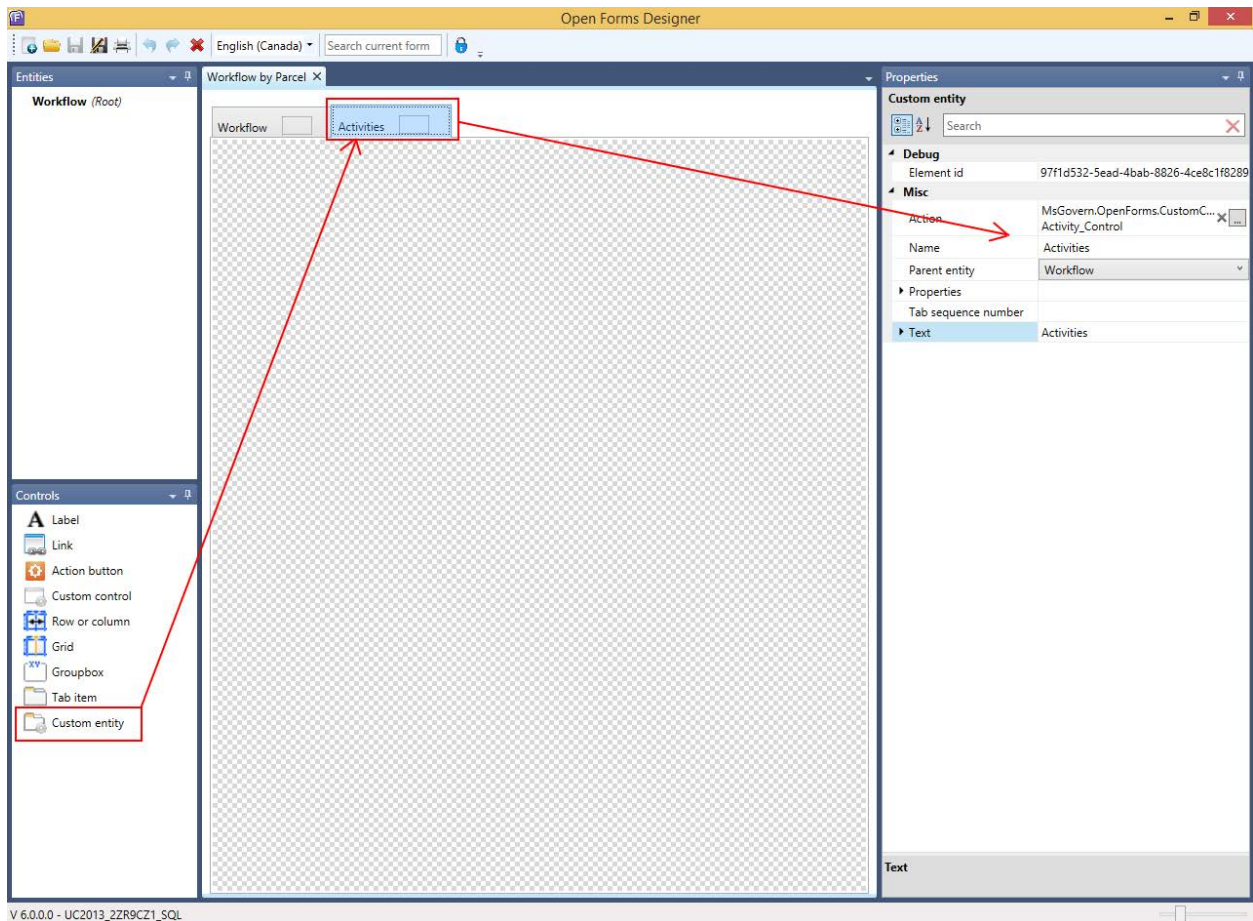 Open Forms Designer
English (Canada)
Search current form
Entities
Workflow (Root)
Controls
Label
Link
Action button
Custom control
Row or column
Grid
Groupbox
Tab item
Custom entity
Workflow by Parcel
Workflow
Activities
Properties
Custom entity
Search
Debug
Element id 97f1d532-5ead-4bab-8826-4ce8c1f8289
Misc
Action MsGovern.OpenForms.CustomC...
Activity_Control
Name Activities
Parent entity Workflow
Properties
Tab sequence number
Text Activities
Text
V 6.0.0.0 - UC2013_2ZR9CZ1_SQL